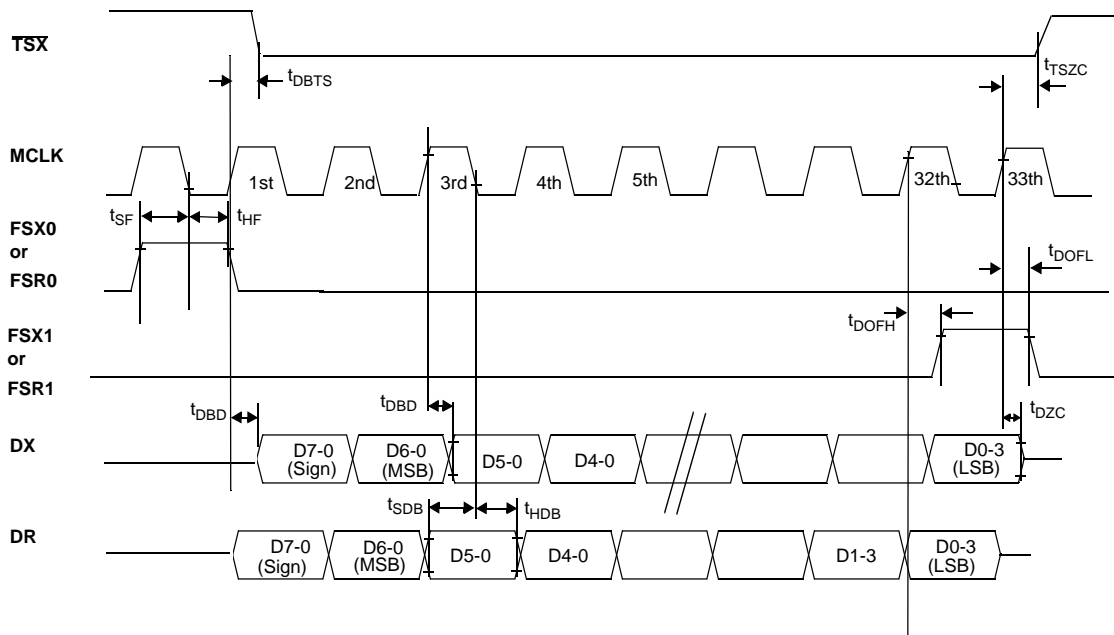 TSX
tDBTS
tTSZC
MCLK
1st 2nd 3rd 4th 5th 32th 33th
tSF tHF
FSX0
or
FSR0
tDOFL
tDOFH
FSX1
or
FSR1
tDBD tDBD tDZC
DX
D7-0 (Sign) D6-0 (MSB) D5-0 D4-0 D0-3 (LSB)
tSDB tHDB
DR
D7-0 (Sign) D6-0 (MSB) D5-0 D4-0 D1-3 D0-3 (LSB)